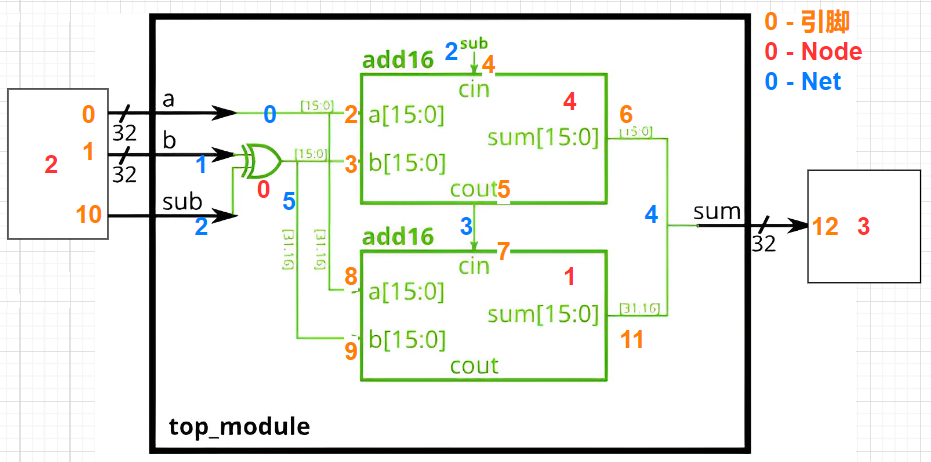 0 - 引脚
0 - Node
0 - Net
2
sub
4
add16
cin
0
a
32
0
[15:0]
2
a[15:0]
4
6
sum[15:0]
[15:0]
1
b
32
1
[15:0]
3
b[15:0]
2
0
cout
5
10
sub
2
5
3
4
sum
32
12
3
add16
7
cin
[31.16]
[31.16]
8
a[15:0]
1
sum[15:0]
[31.16]
11
9
b[15:0]
cout
top_module